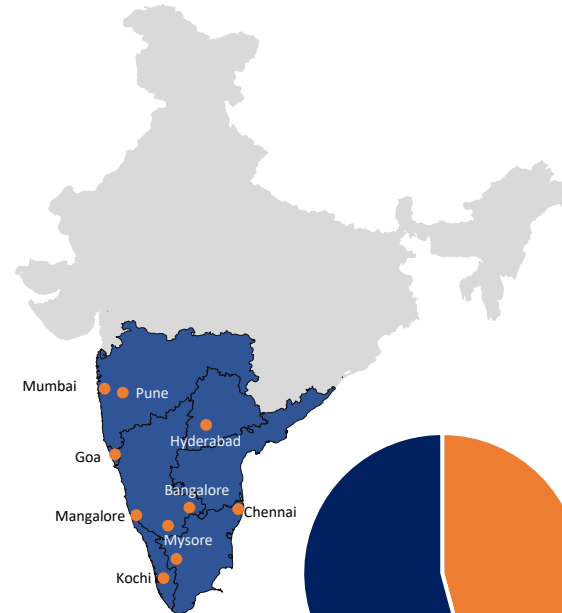 Mumbai
Pune
Hyderabad
Goa
Bangalore
Mangalore
Chennai
Mysore
Kochi